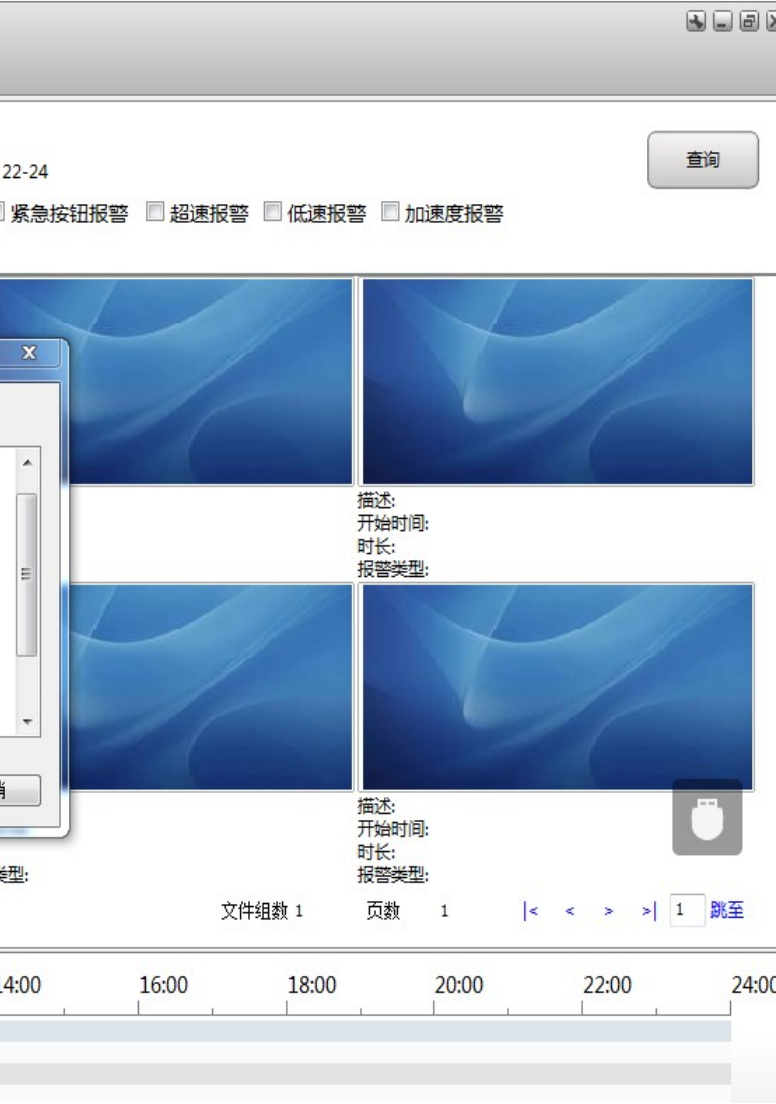 22-24
查询
紧急按钮报警 超速报警 低速报警 加速度报警
X
描述:
开始时间:
时长:
报警类型:
描述:
开始时间:
时长:
报警类型:
类型:
文件组数 1 页数 1 |< < > >| 1 跳至
14:00 16:00 18:00 20:00 22:00 24:00